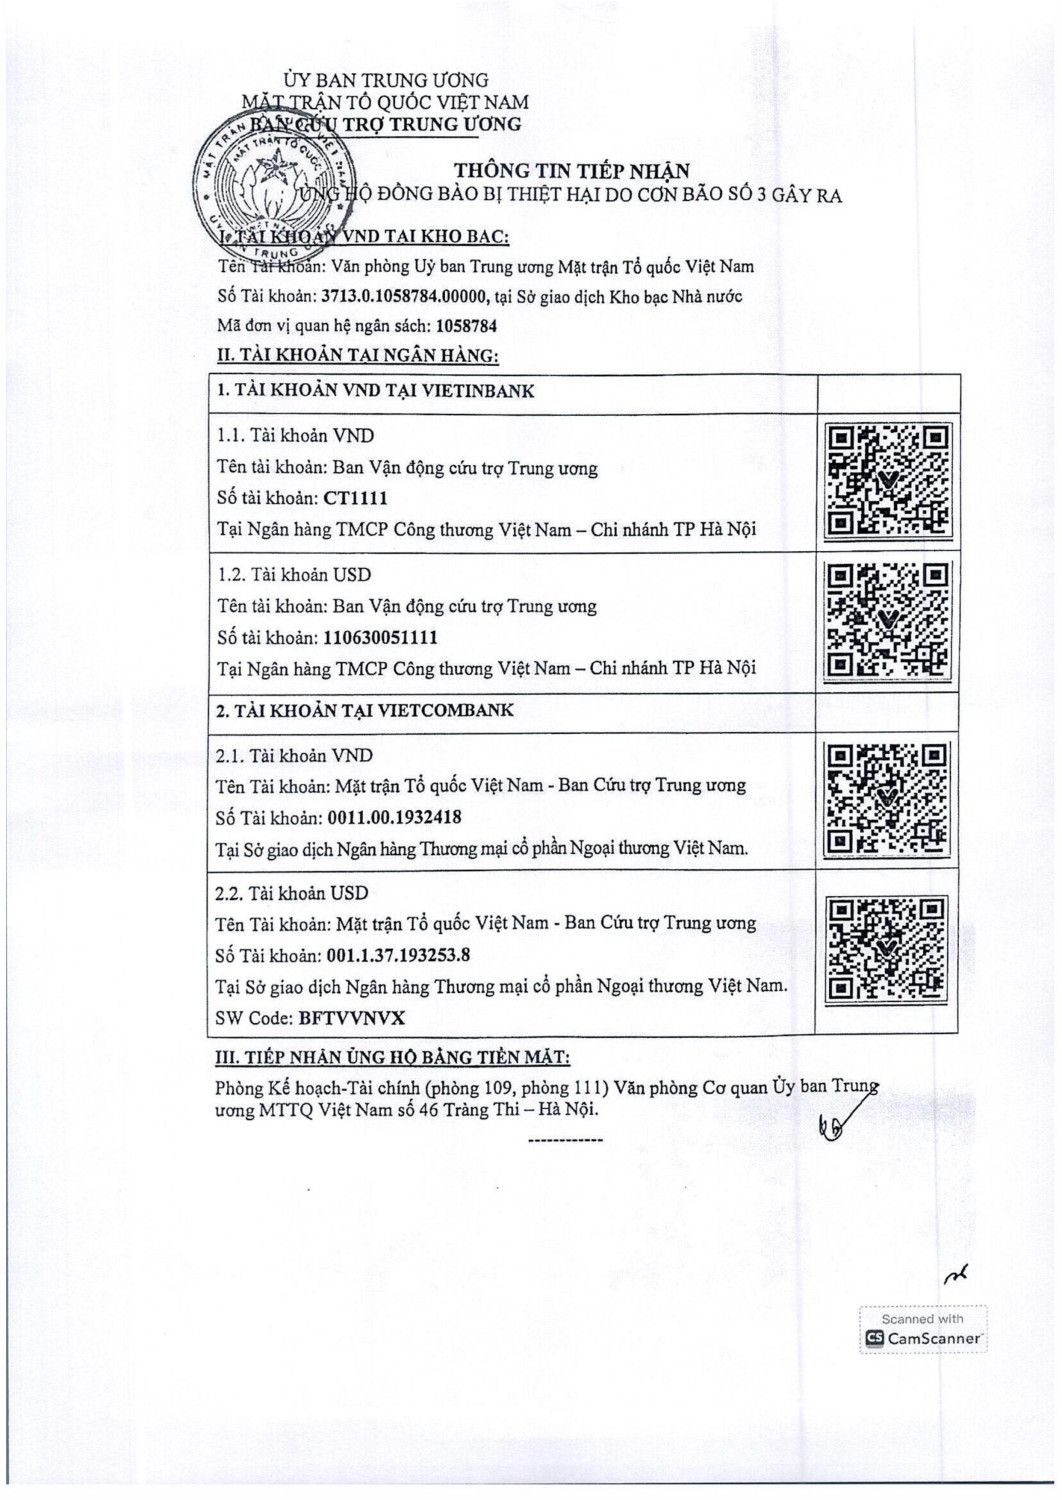 ỦY BAN TRUNG ƯƠNG
MẶT TRẬN TỔ QUỐC VIỆT NAM
BAN CỨU TRỢ TRUNG ƯƠNG
THÔNG TIN TIẾP NHẬN
ỦNG HỘ ĐỒNG BÀO BỊ THIỆT HẠI DO CƠN BÃO SỐ 3 GÂY RA
I. TÀI KHOẢN VND TẠI KHO BẠC:
Tên Tài khoản: Văn phòng Uỷ ban Trung ương Mặt trận Tổ quốc Việt Nam
Số Tài khoản: 3713.0.1058784.00000, tại Sở giao dịch Kho bạc Nhà nước
Mã đơn vị quan hệ ngân sách: 1058784
II. TÀI KHOẢN TẠI NGÂN HÀNG:
1. TÀI KHOẢN VND TẠI VIETINBANK
1.1. Tài khoản VND
Tên tài khoản: Ban Vận động cứu trợ Trung ương
Số tài khoản: CT1111
Tại Ngân hàng TMCP Công thương Việt Nam – Chi nhánh TP Hà Nội
1.2. Tài khoản USD
Tên tài khoản: Ban Vận động cứu trợ Trung ương
Số tài khoản: 110630051111
Tại Ngân hàng TMCP Công thương Việt Nam – Chi nhánh TP Hà Nội
2. TÀI KHOẢN TẠI VIETCOMBANK
2.1. Tài khoản VND
Tên Tài khoản: Mặt trận Tổ quốc Việt Nam - Ban Cứu trợ Trung ương
Số Tài khoản: 0011.00.1932418
Tại Sở giao dịch Ngân hàng Thương mại cổ phần Ngoại thương Việt Nam.
2.2. Tài khoản USD
Tên Tài khoản: Mặt trận Tổ quốc Việt Nam - Ban Cứu trợ Trung ương
Số Tài khoản: 001.1.37.193253.8
Tại Sở giao dịch Ngân hàng Thương mại cổ phần Ngoại thương Việt Nam.
SW Code: BFTVVNVX
III. TIẾP NHẬN ỦNG HỘ BẰNG TIỀN MẶT:
Phòng Kế hoạch-Tài chính (phòng 109, phòng 111) Văn phòng Cơ quan Ủy ban Trung
ương MTTQ Việt Nam số 46 Tràng Thi – Hà Nội.
------------
Scanned with
CS CamScanner